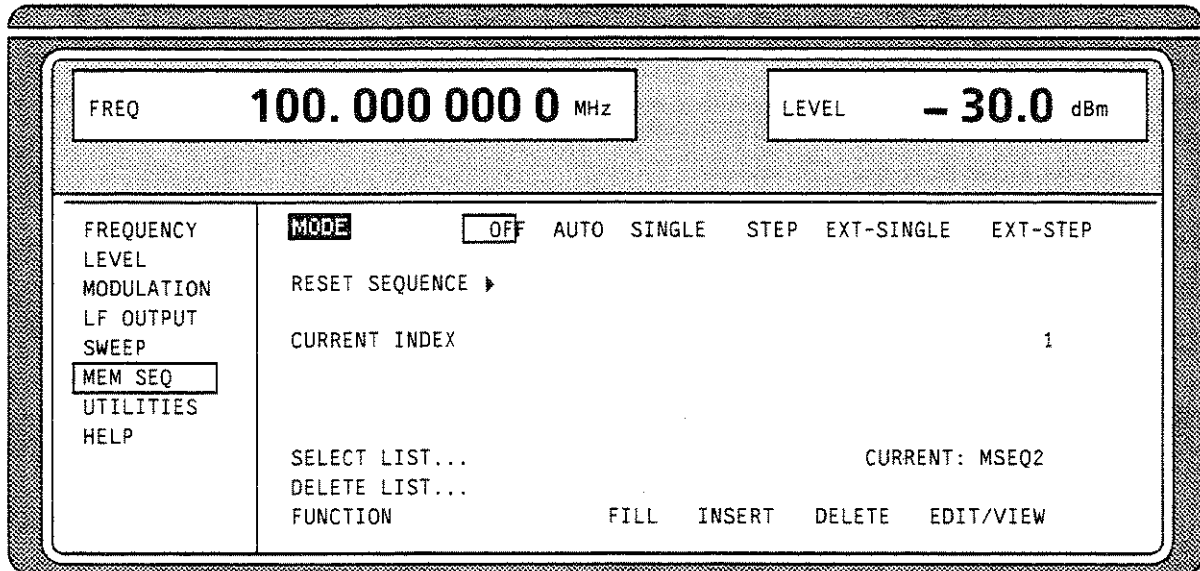 FREQ 100. 000 000 0 MHz LEVEL – 30.0 dBm
FREQUENCY
LEVEL
MODULATION
LF OUTPUT
SWEEP
MEM SEQ
UTILITIES
HELP
MODE OFF AUTO SINGLE STEP EXT-SINGLE EXT-STEP
RESET SEQUENCE ▶
CURRENT INDEX 1
SELECT LIST... CURRENT: MSEQ2
DELETE LIST...
FUNCTION FILL INSERT DELETE EDIT/VIEW